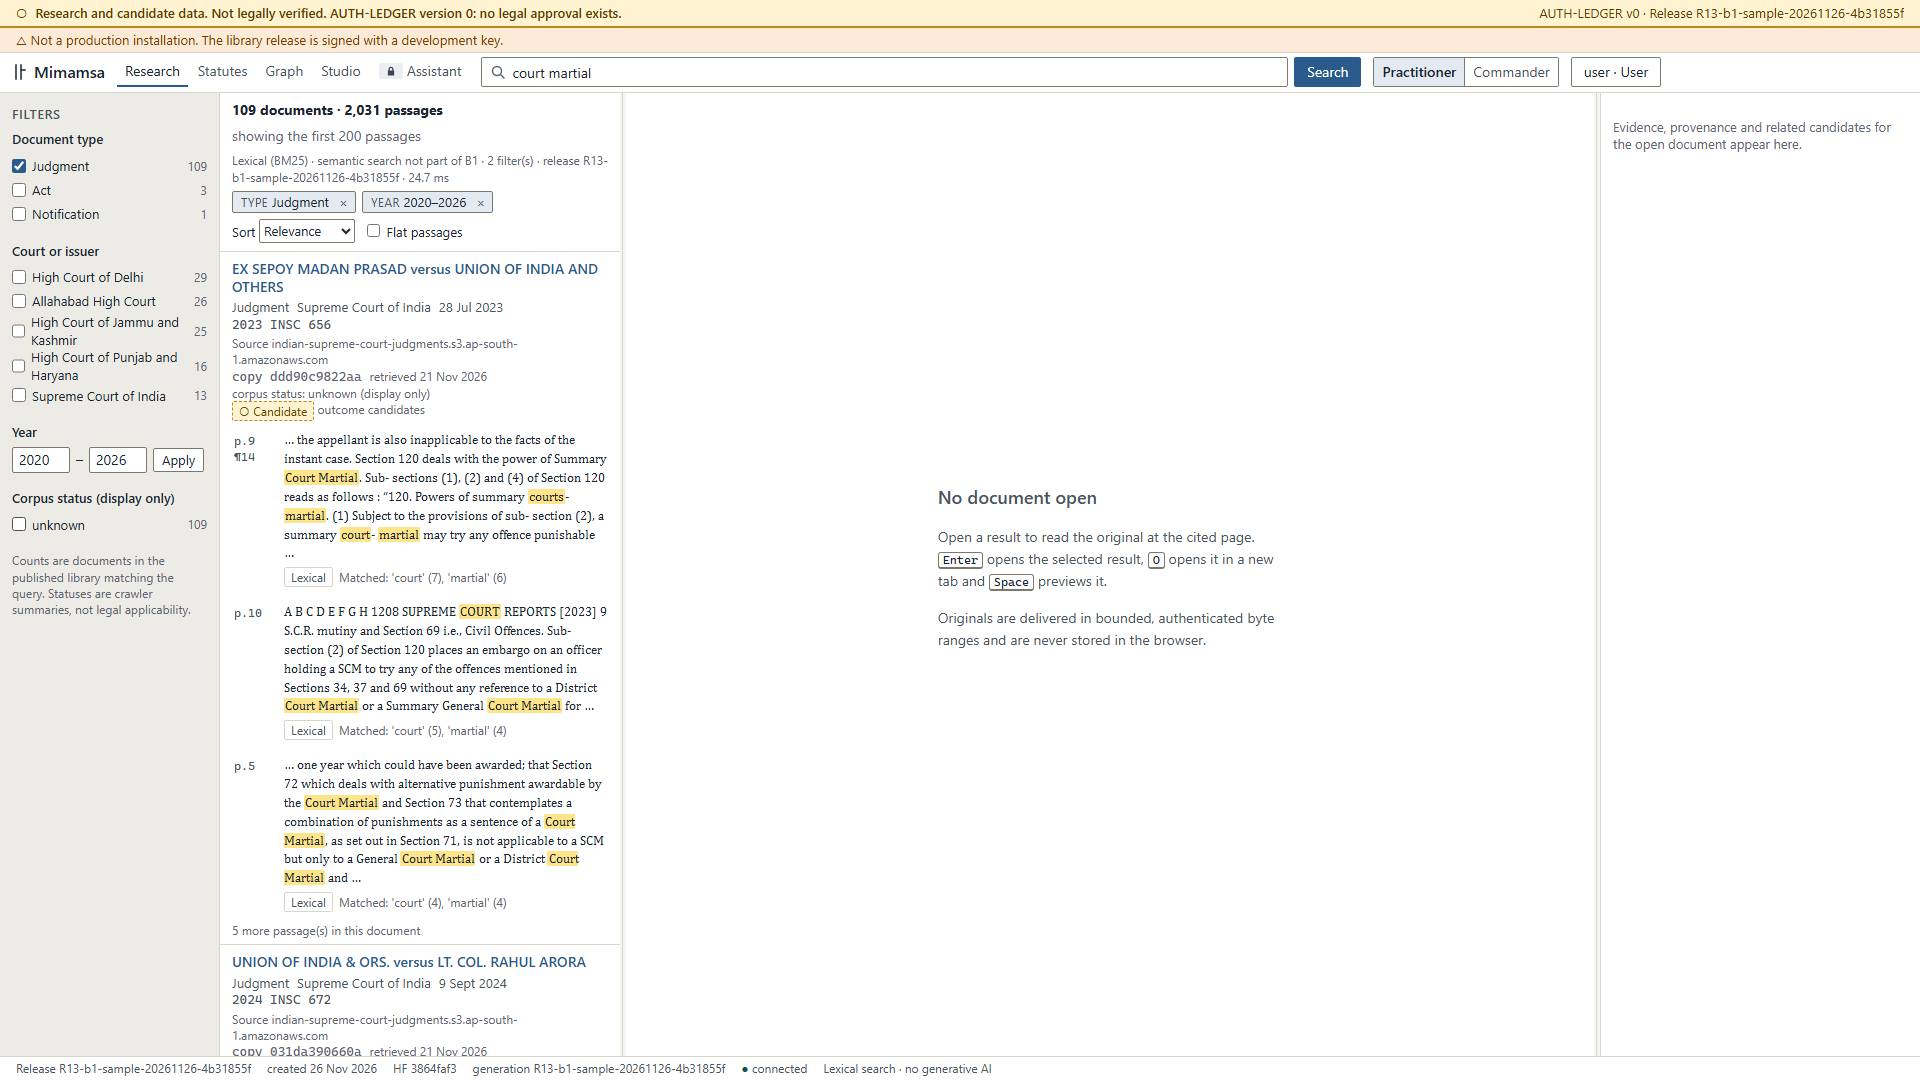 Research and candidate data. Not legally verified. AUTH-LEDGER version 0: no legal approval exists.
AUTH-LEDGER v0 · Release R13-b1-sample-20261126-4b31855f
⚠ Not a production installation. The library release is signed with a development key.
Mimamsa
Research
Statutes
Graph
Studio
Assistant
court martial
Search
Practitioner
Commander
user · User
FILTERS
Document type
Judgment 109
Act 3
Notification 1
Court or issuer
High Court of Delhi 29
Allahabad High Court 26
High Court of Jammu and
Kashmir 25
High Court of Punjab and
Haryana 16
Supreme Court of India 13
Year
2020 – 2026 Apply
Corpus status (display only)
unknown 109
Counts are documents in the
published library matching the
query. Statuses are crawler
summaries, not legal applicability.
109 documents · 2,031 passages
showing the first 200 passages
Lexical (BM25) · semantic search not part of B1 · 2 filter(s) · release R13-
b1-sample-20261126-4b31855f · 24.7 ms
TYPE Judgment × YEAR 2020–2026 ×
Sort Relevance Flat passages
EX SEPOY MADAN PRASAD versus UNION OF INDIA AND
OTHERS
Judgment Supreme Court of India 28 Jul 2023
2023 INSC 656
Source indian-supreme-court-judgments.s3.ap-south-
1.amazonaws.com
copy ddd90c9822aa retrieved 21 Nov 2026
corpus status: unknown (display only)
Candidate outcome candidates
p.9 … the appellant is also inapplicable to the facts of the
¶14 instant case. Section 120 deals with the power of Summary
Court Martial. Sub- sections (1), (2) and (4) of Section 120
reads as follows : “120. Powers of summary courts-
martial. (1) Subject to the provisions of sub- section (2), a
summary court- martial may try any offence punishable
…
Lexical Matched: 'court' (7), 'martial' (6)
p.10 A B C D E F G H 1208 SUPREME COURT REPORTS [2023] 9
S.C.R. mutiny and Section 69 i.e., Civil Offences. Sub-
section (2) of Section 120 places an embargo on an officer
holding a SCM to try any of the offences mentioned in
Sections 34, 37 and 69 without any reference to a District
Court Martial or a Summary General Court Martial for …
Lexical Matched: 'court' (5), 'martial' (4)
p.5 … one year which could have been awarded; that Section
72 which deals with alternative punishment awardable by
the Court Martial and Section 73 that contemplates a
combination of punishments as a sentence of a Court
Martial, as set out in Section 71, is not applicable to a SCM
but only to a General Court Martial or a District Court
Martial and …
Lexical Matched: 'court' (4), 'martial' (4)
5 more passage(s) in this document
UNION OF INDIA & ORS. versus LT. COL. RAHUL ARORA
Judgment Supreme Court of India 9 Sept 2024
2024 INSC 672
Source indian-supreme-court-judgments.s3.ap-south-
1.amazonaws.com
copy 031da390660a retrieved 21 Nov 2026
No document open
Open a result to read the original at the cited page.
Enter opens the selected result, O opens it in a new
tab and Space previews it.
Originals are delivered in bounded, authenticated byte
ranges and are never stored in the browser.
Evidence, provenance and related candidates for
the open document appear here.
Release R13-b1-sample-20261126-4b31855f created 26 Nov 2026 HF 3864faf3 generation R13-b1-sample-20261126-4b31855f ● connected Lexical search · no generative AI